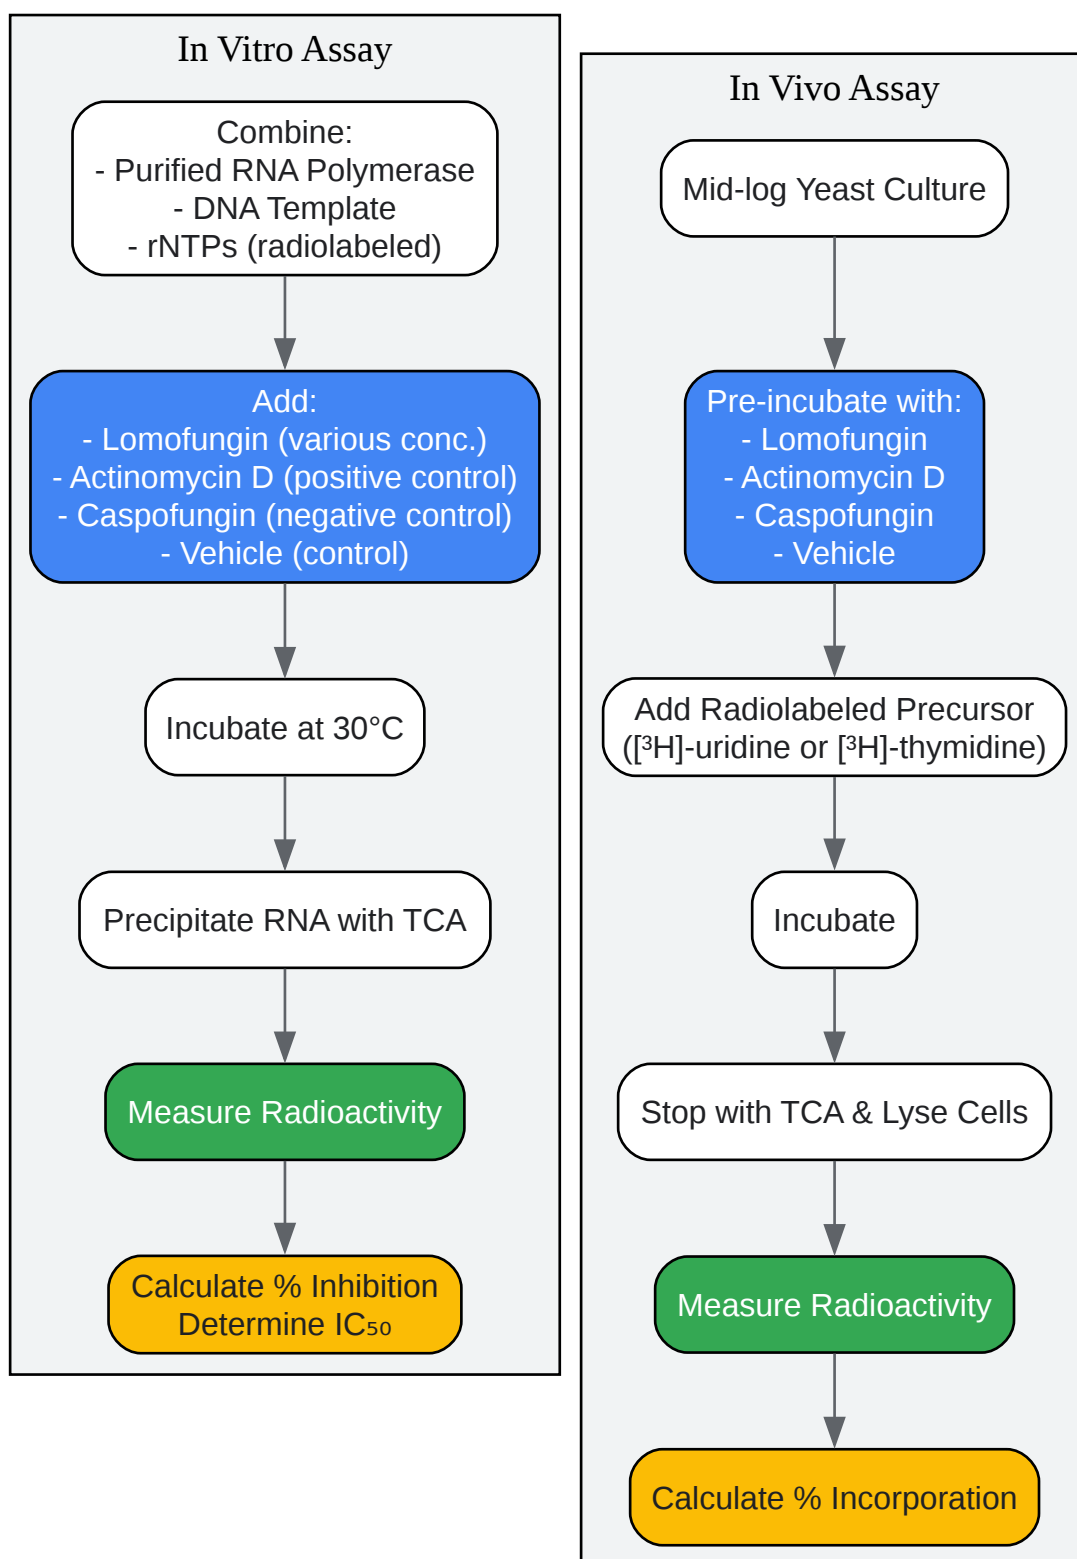 In Vitro Assay
Combine:
- Purified RNA Polymerase
- DNA Template
- rNTPs (radiolabeled)
Add:
- Lomofungin (various conc.)
- Actinomycin D (positive control)
- Caspofungin (negative control)
- Vehicle (control)
Incubate at 30°C
Precipitate RNA with TCA
Measure Radioactivity
Calculate % Inhibition
Determine IC₅₀
In Vivo Assay
Mid-log Yeast Culture
Pre-incubate with:
- Lomofungin
- Actinomycin D
- Caspofungin
- Vehicle
Add Radiolabeled Precursor
([³H]-uridine or [³H]-thymidine)
Incubate
Stop with TCA & Lyse Cells
Measure Radioactivity
Calculate % Incorporation